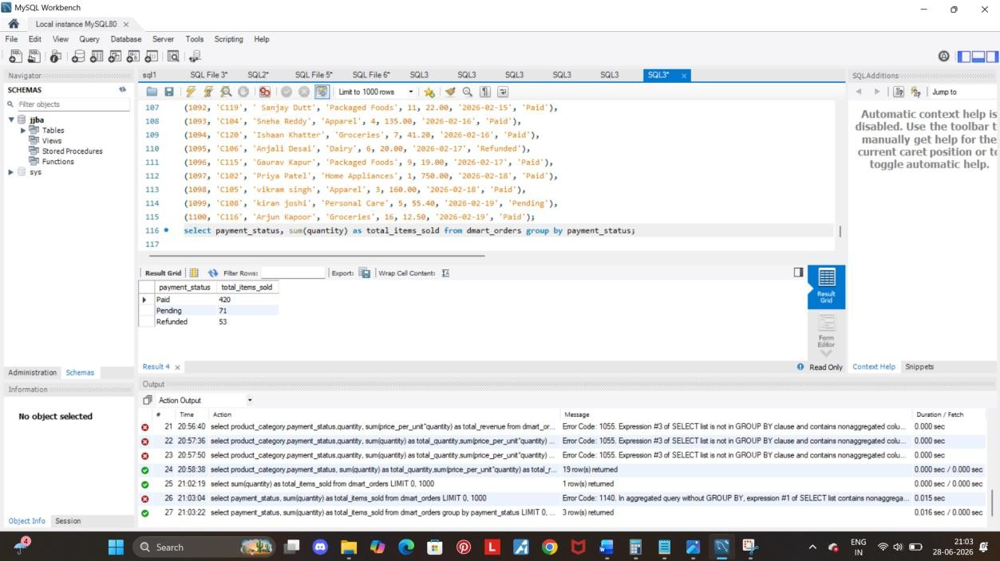 MySQL Workbench
Local instance MySQL80
File Edit View Query Database Server Tools Scripting Help
Navigator
SCHEMAS
Filter objects
jjba
Tables
Views
Stored Procedures
Functions
sys
Administration Schemas
Information
No object selected
Object Info Session
sql1 SQL File 3* SQL2* SQL File 5* SQL File 6* SQL3 SQL3 SQL3 SQL3 SQL3 SQL3*
Limit to 1000 rows
107 (1092, 'C119', ' Sanjay Dutt', 'Packaged Foods', 11, 22.00, '2026-02-15', 'Paid'),
108 (1093, 'C104', 'Sneha Reddy', 'Apparel', 4, 135.00, '2026-02-16', 'Paid'),
109 (1094, 'C120', 'Ishaan Khatter', 'Groceries', 7, 41.20, '2026-02-16', 'Paid'),
110 (1095, 'C106', 'Anjali Desai', 'Dairy', 6, 20.00, '2026-02-17', 'Refunded'),
111 (1096, 'C115', 'Gaurav Kapur', 'Packaged Foods', 9, 19.00, '2026-02-17', 'Paid'),
112 (1097, 'C102', 'Priya Patel', 'Home Appliances', 1, 750.00, '2026-02-18', 'Paid'),
113 (1098, 'C105', 'vikram singh', 'Apparel', 3, 160.00, '2026-02-18', 'Paid'),
114 (1099, 'C108', 'kiran joshi', 'Personal Care', 5, 55.40, '2026-02-19', 'Pending'),
115 (1100, 'C116', 'Arjun Kapoor', 'Groceries', 16, 12.50, '2026-02-19', 'Paid');
116 select payment_status, sum(quantity) as total_items_sold from dmart_orders group by payment_status;
117
Result Grid Filter Rows: Export: Wrap Cell Content:
payment_status total_items_sold
Paid 420
Pending 71
Refunded 53
Result Grid
Form Editor
Result 4 Read Only
SQLAdditions
Jump to
Automatic context help is
disabled. Use the toolbar t
manually get help for the
current caret position or to
toggle automatic help.
Context Help Snippets
Output
Action Output
# Time Action Message Duration / Fetch
21 20:56:40 select product_category,payment_status,quantity, sum(price_per_unit*quantity) as total_revenue from dmart_or... Error Code: 1055. Expression #3 of SELECT list is not in GROUP BY clause and contains nonaggregated colu... 0.000 sec
22 20:57:36 select product_category,payment_status,quantity, sum(quantity) as total_quantity,sum(price_per_unit*quantity) ... Error Code: 1055. Expression #3 of SELECT list is not in GROUP BY clause and contains nonaggregated colu... 0.000 sec
23 20:57:50 select product_category,payment_status,quantity, sum(quantity) as total_quantity,sum(price_per_unit*quantity) ... Error Code: 1055. Expression #3 of SELECT list is not in GROUP BY clause and contains nonaggregated colu... 0.000 sec
24 20:58:38 select product_category,payment_status, sum(quantity) as total_quantity,sum(price_per_unit*quantity) as total_r... 19 row(s) returned 0.000 sec / 0.000 sec
25 21:02:19 select sum(quantity) as total_items_sold from dmart_orders LIMIT 0, 1000 1 row(s) returned 0.000 sec / 0.000 sec
26 21:03:04 select payment_status, sum(quantity) as total_items_sold from dmart_orders LIMIT 0, 1000 Error Code: 1140. In aggregated query without GROUP BY, expression #1 of SELECT list contains nonaggrega... 0.015 sec
27 21:03:22 select payment_status, sum(quantity) as total_items_sold from dmart_orders group by payment_status LIMIT 0, ... 3 row(s) returned 0.016 sec / 0.000 sec
4
Search
L
ENG
IN
21:03
28-06-2026